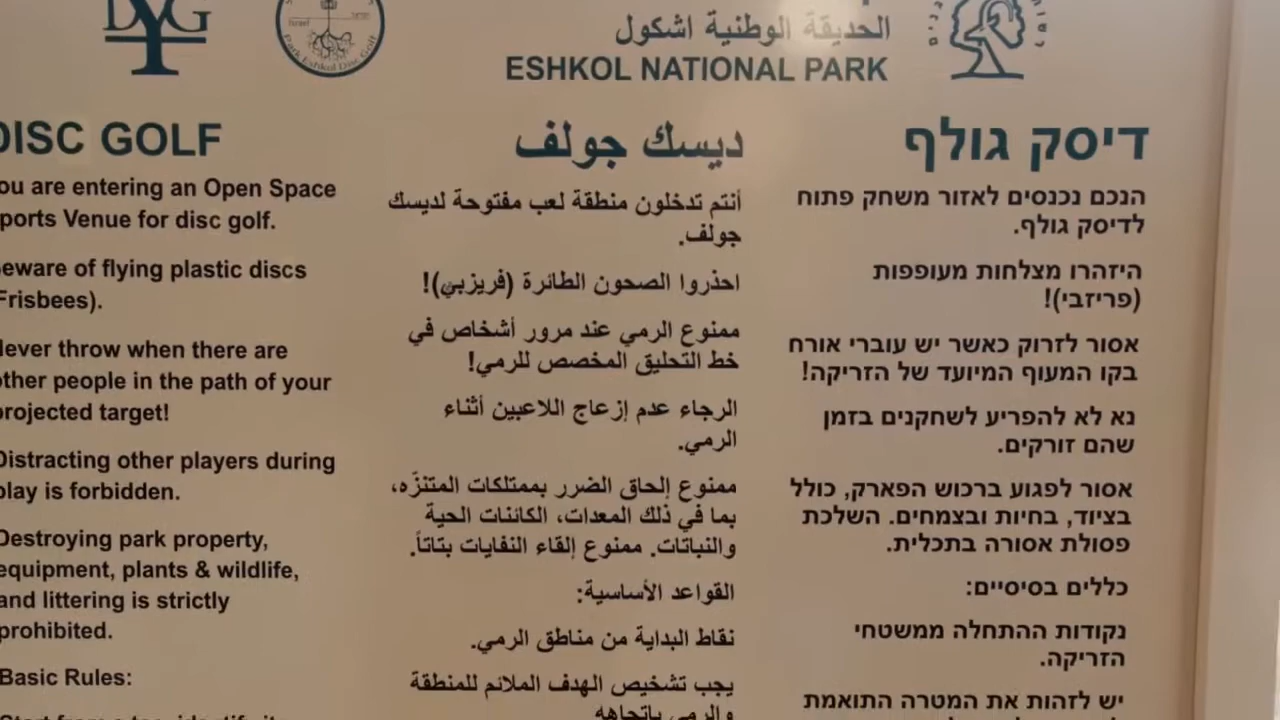 DYG
Israel
Park Eshkol Disc Golf
الحديقة الوطنية اشكول
ESHKOL NATIONAL PARK
DISC GOLF
ou are entering an Open Space
ports Venue for disc golf.
eware of flying plastic discs
Frisbees).
Never throw when there are
other people in the path of your
projected target!
Distracting other players during
play is forbidden.
Destroying park property,
equipment, plants & wildlife,
and littering is strictly
prohibited.
Basic Rules:
ديسك جولف
أنتم تدخلون منطقة لعب مفتوحة لديسك
جولف.
احذروا الصحون الطائرة (فريزبي)!
ممنوع الرمي عند مرور أشخاص في
خط التحليق المخصص للرمي!
الرجاء عدم إزعاج اللاعبين أثناء
الرمي.
ممنوع إلحاق الضرر بممتلكات المتنزّه،
بما في ذلك المعدات، الكائنات الحية
والنباتات. ممنوع إلقاء النفايات بتاتاً.
القواعد الأساسية:
نقاط البداية من مناطق الرمي.
يجب تشخيص الهدف الملائم للمنطقة
والرمي باتجاهه
דיסק גולף
הנכם נכנסים לאזור משחק פתוח
לדיסק גולף.
היזהרו מצלחות מעופפות
(פריזבי)!
אסור לזרוק כאשר יש עוברי אורח
בקו המעוף המיועד של הזריקה!
נא לא להפריע לשחקנים בזמן
שהם זורקים.
אסור לפגוע ברכוש הפארק, כולל
בציוד, בחיות ובצמחים. השלכת
פסולת אסורה בתכלית.
כללים בסיסיים:
נקודות ההתחלה ממשטחי
הזריקה.
יש לזהות את המטרה התואמת